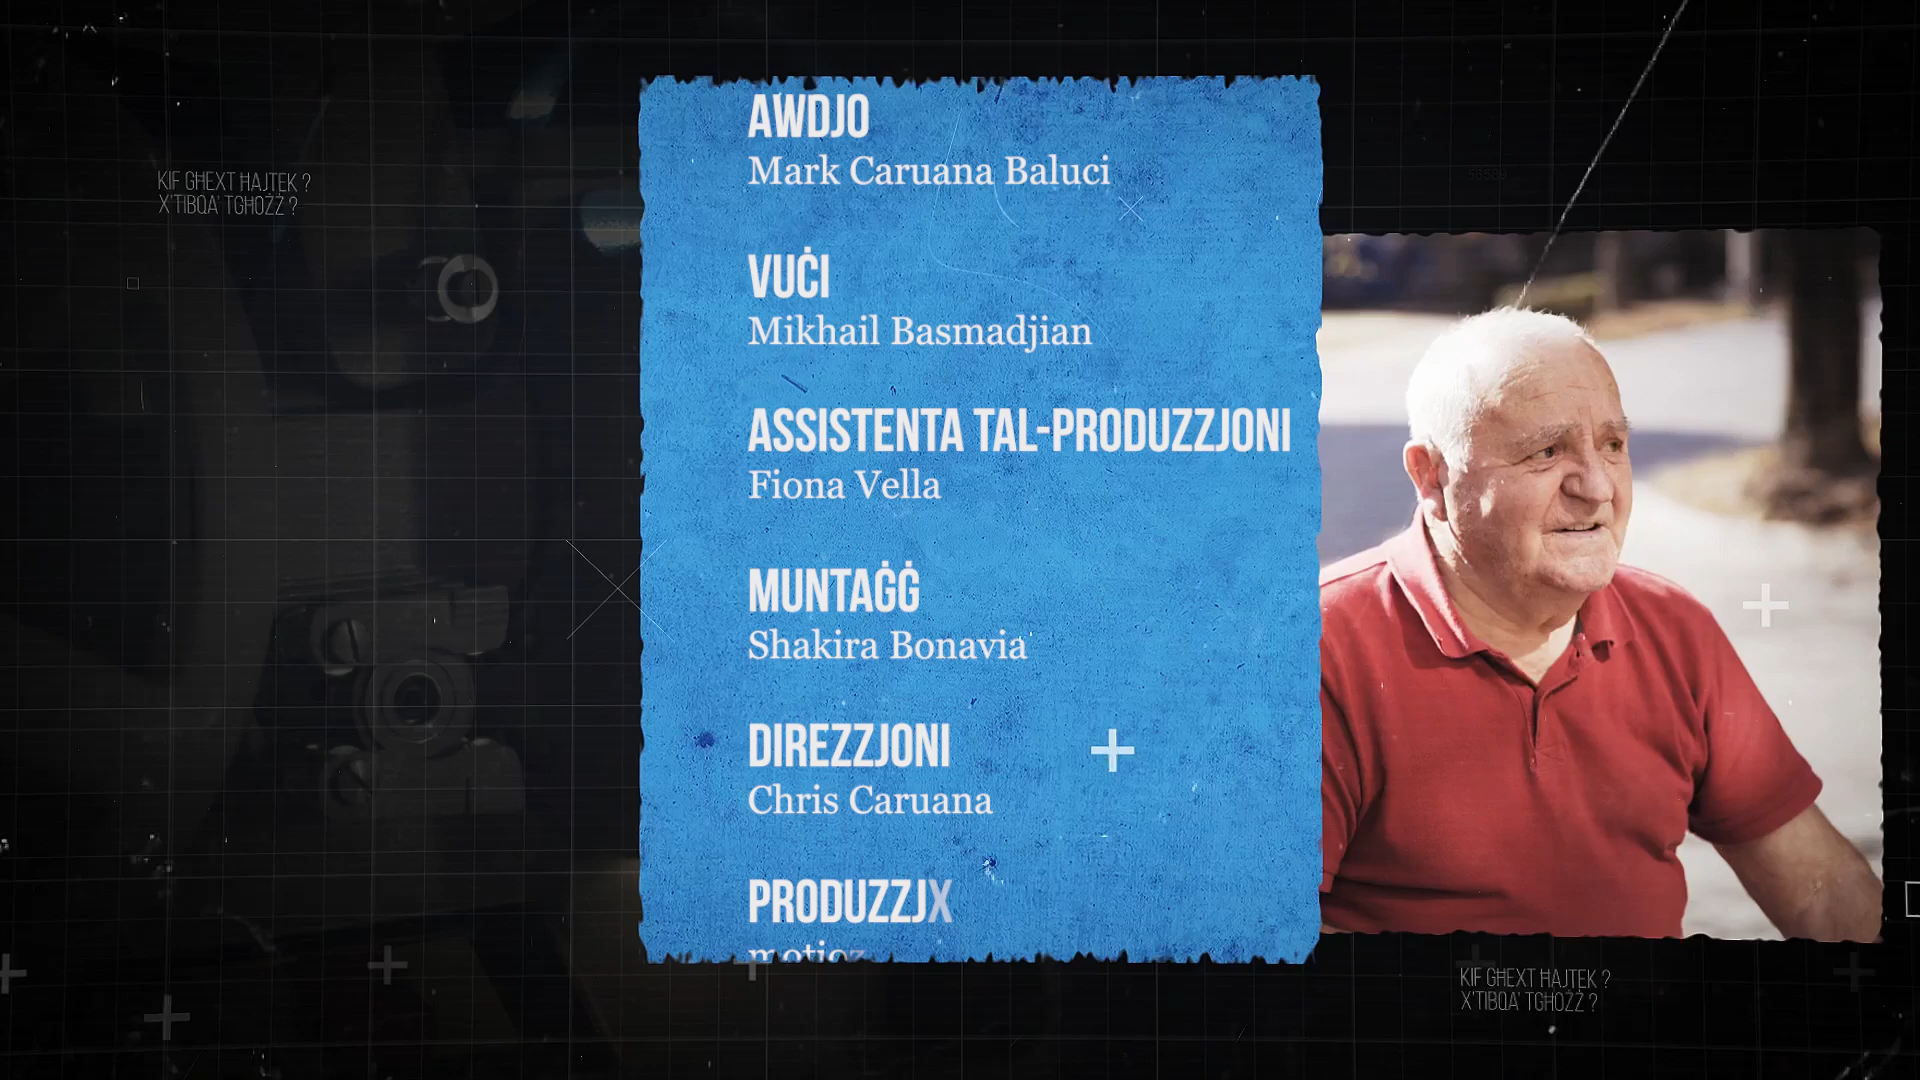 KIF GĦEXT ĦAJTEK ?
X'TIBQA' TGĦOŻŻ ?
AWDJO
Mark Caruana Baluci
VUĊI
Mikhail Basmadjian
ASSISTENTA TAL-PRODUZZJONI
Fiona Vella
MUNTAĠĠ
Shakira Bonavia
DIREZZJONI
Chris Caruana
PRODUZZJX
KIF GĦEXT ĦAJTEK ?
X'TIBQA' TGĦOŻŻ ?